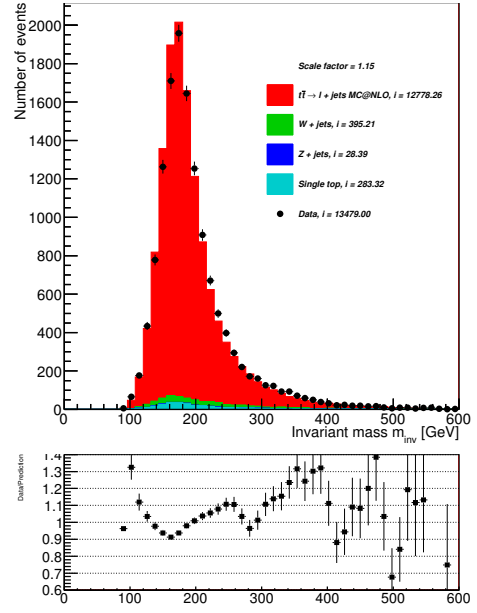 Number of events
2000
1800
1600
1400
1200
1000
800
600
400
200
0
Scale factor = 1.15
tt̄ → l + jets MC@NLO, i = 12778.26
W + jets, i = 395.21
Z + jets, i = 28.39
Single top, i = 283.32
Data, i = 13479.00
0 100 200 300 400 500 600
Invariant mass m_inv [GeV]
Data/Prediction
1.4
1.3
1.2
1.1
1
0.9
0.8
0.7
0.6
0 100 200 300 400 500 600